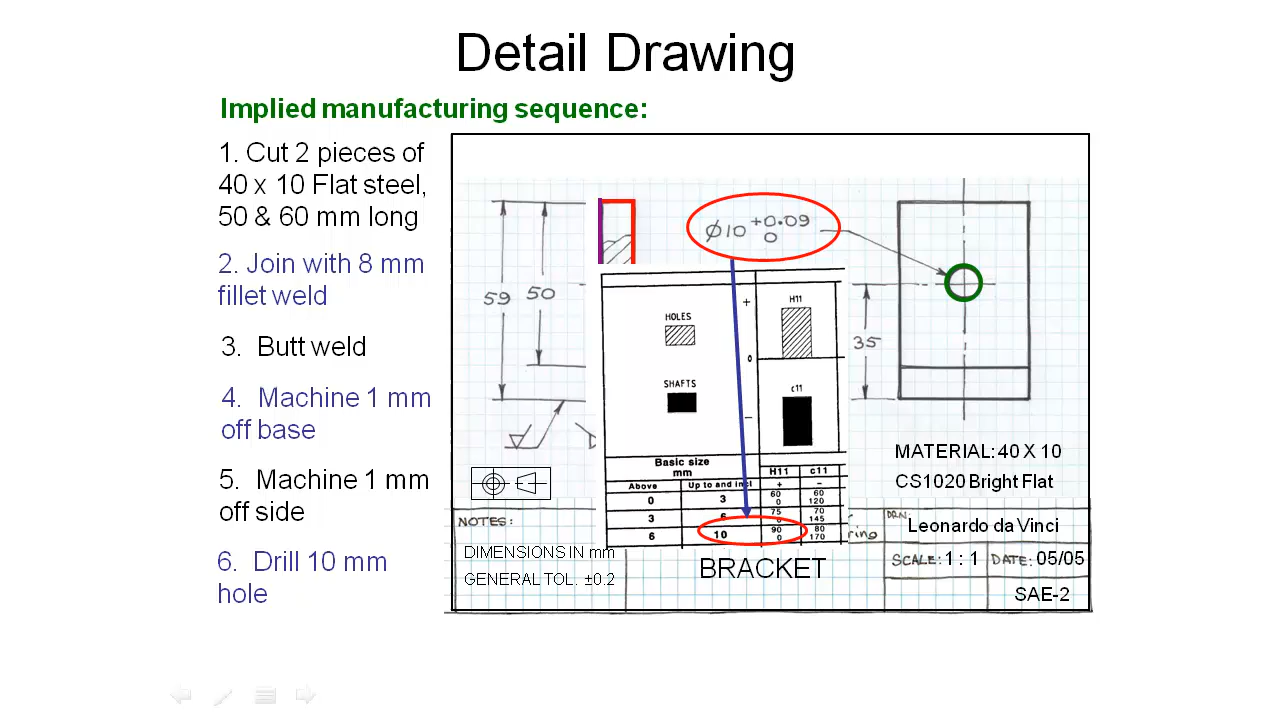 Detail Drawing
Implied manufacturing sequence:
1. Cut 2 pieces of
40 x 10 Flat steel,
50 & 60 mm long
2. Join with 8 mm
fillet weld
3. Butt weld
4. Machine 1 mm
off base
5. Machine 1 mm
off side
6. Drill 10 mm
hole
59
50
Ø10 +0.09
0
35
HOLES
SHAFTS
+
0
−
H11
c11
Basic size
mm
H11 c11
Above Up to and incl + −
0 3 60 60
0 120
3 6 75 70
0 145
6 10 90 80
0 170
MATERIAL: 40 X 10
CS1020 Bright Flat
NOTES:
DIMENSIONS IN mm
GENERAL TOL. ±0.2
BRACKET
DRN:
Leonardo da Vinci
SCALE: 1 : 1 DATE: 05/05
SAE-2